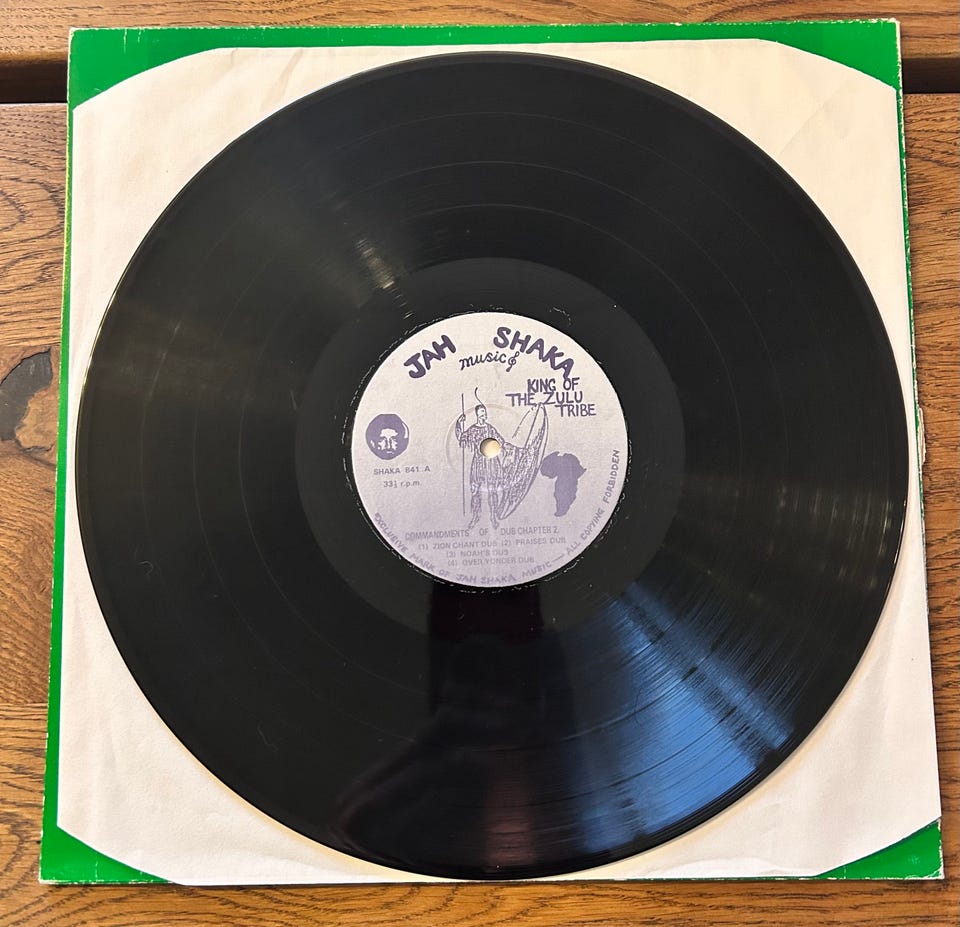 JAH SHAKA
music
KING OF
THE ZULU
TRIBE
SHAKA 841 A
33⅓ r.p.m.
COMMANDMENTS OF DUB CHAPTER 2.
(1) ZION CHANT DUB (2) PRAISES DUB
(3) NOAH'S DUB
(4) OVER YONDER DUB
EXCLUSIVE MARK OF JAH SHAKA MUSIC — ALL COPYING FORBIDDEN